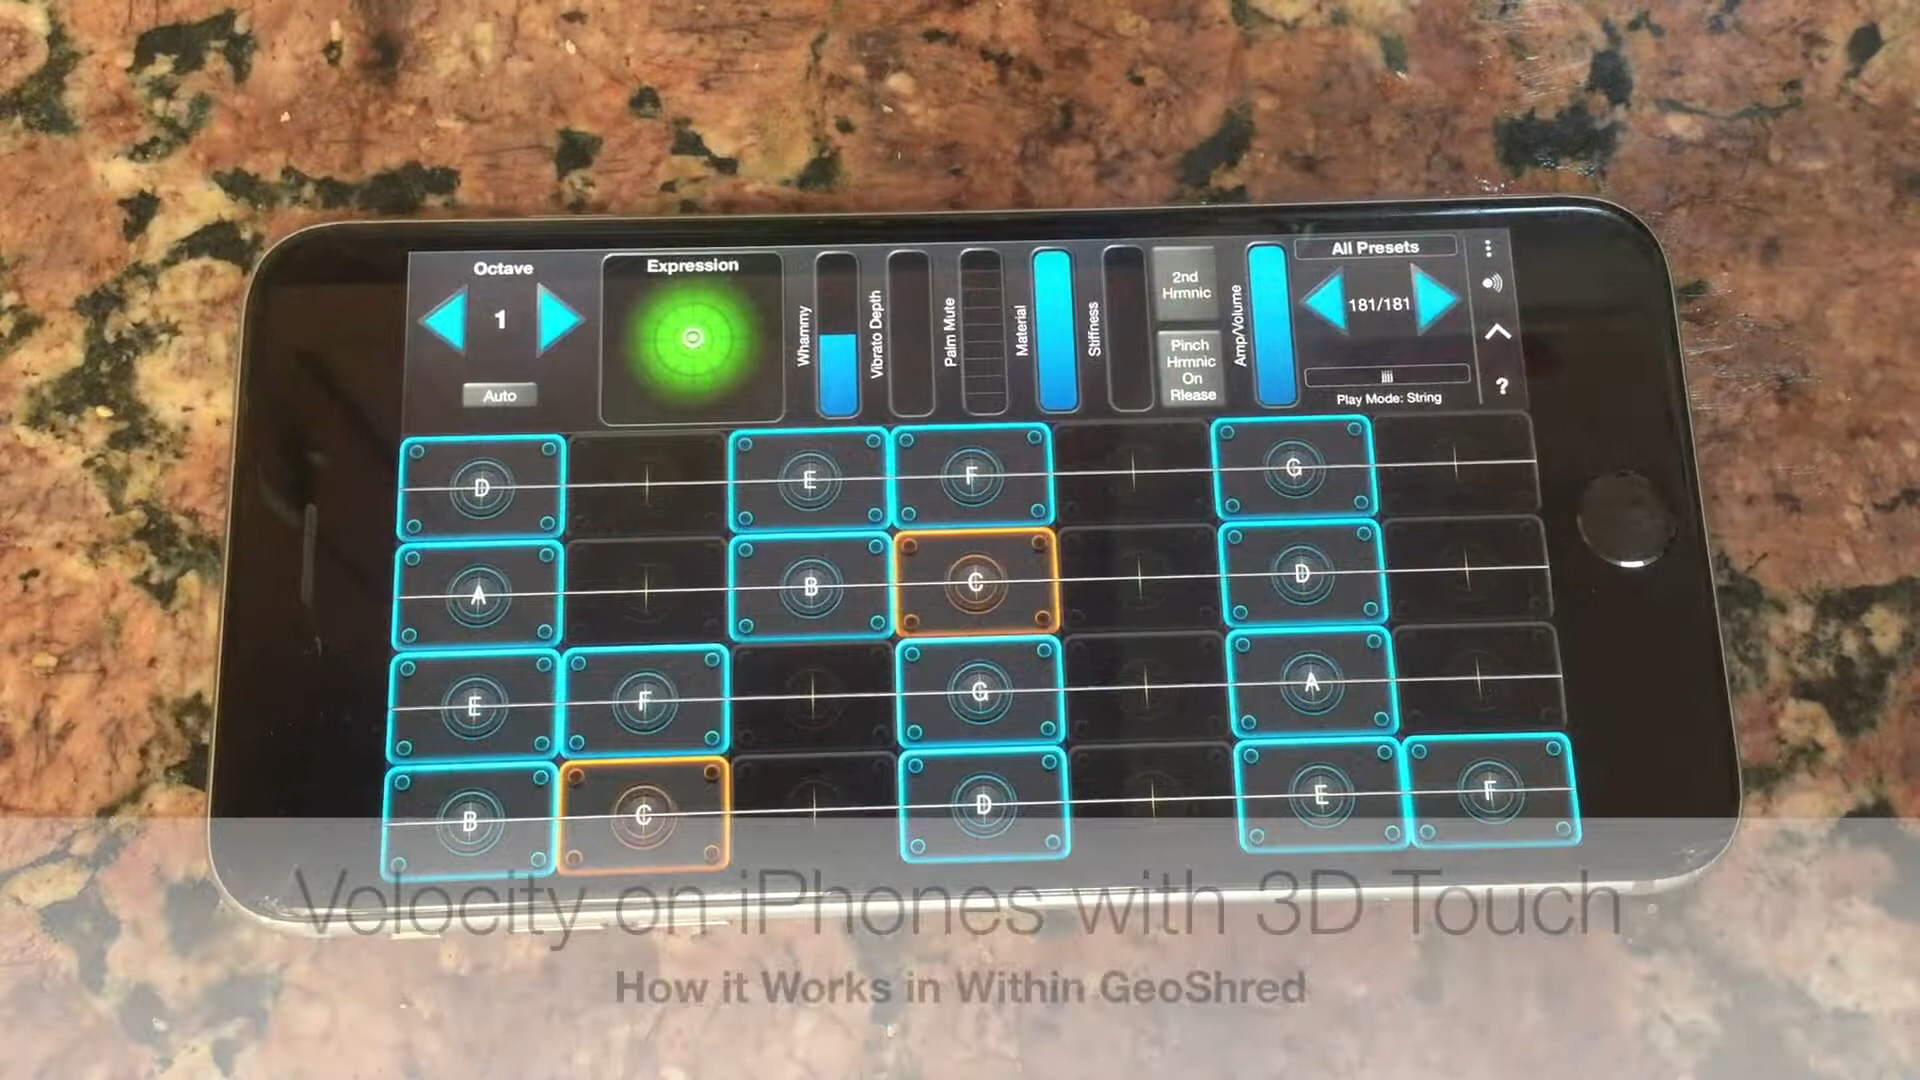 Octave
1
Auto
Expression
Whammy
Vibrato Depth
Palm Mute
Material
Stiffness
2nd
Hrmnic
Pinch
Hrmnic
On
Rlease
Amp/Volume
All Presets
181/181
Play Mode: String
?
D E F G
A B C D
E F G A
B C D E F
Velocity on iPhones with 3D Touch
How it Works in Within GeoShred